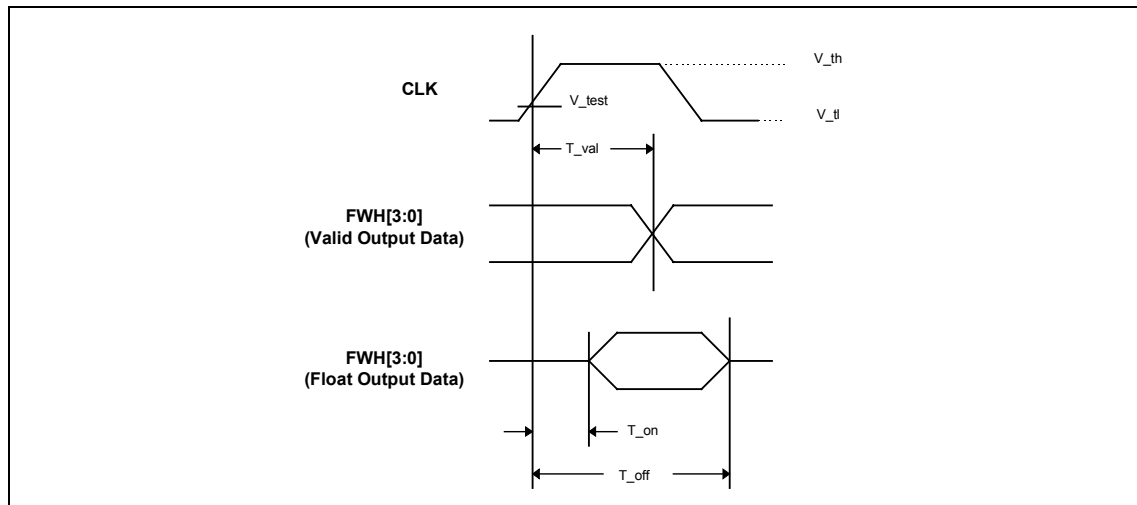 V_th
CLK
V_test
V_tl
T_val
FWH[3:0]
(Valid Output Data)
FWH[3:0]
(Float Output Data)
T_on
T_off